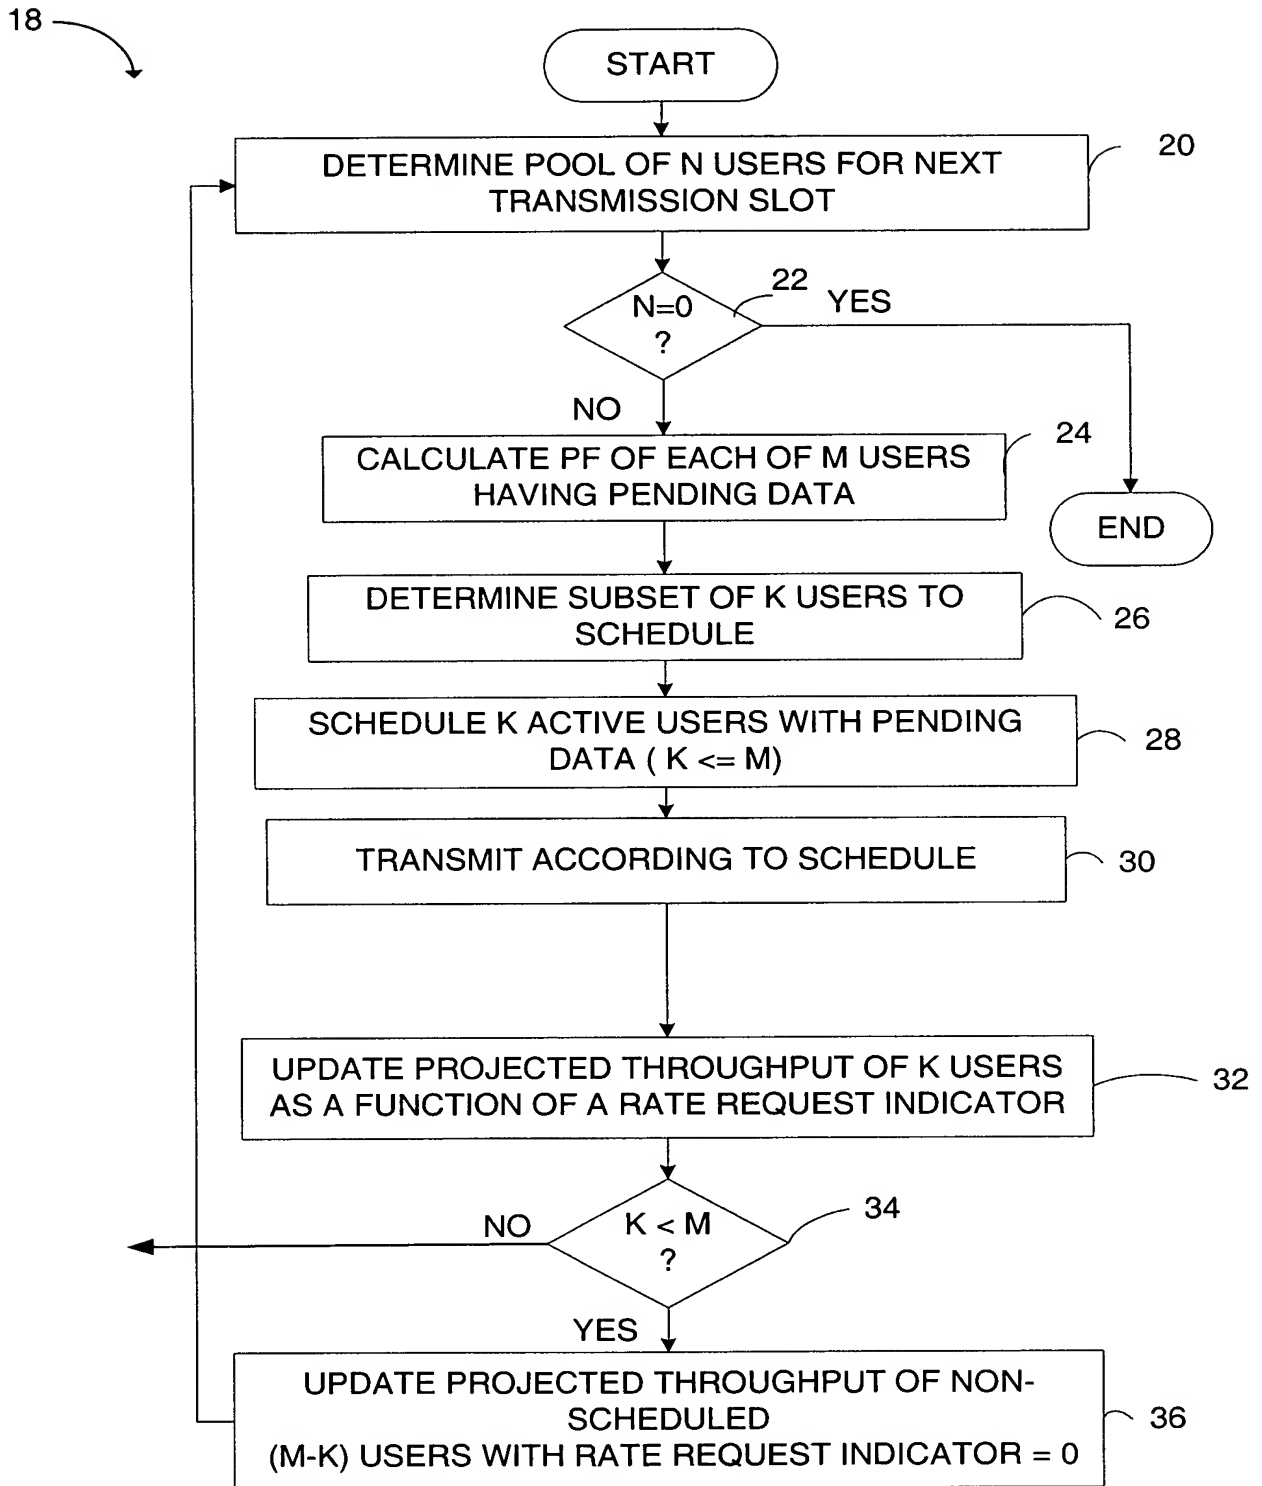 18
START
DETERMINE POOL OF N USERS FOR NEXT
TRANSMISSION SLOT
20
N=0
?
22
YES
NO
CALCULATE PF OF EACH OF M USERS
HAVING PENDING DATA
24
END
DETERMINE SUBSET OF K USERS TO
SCHEDULE
26
SCHEDULE K ACTIVE USERS WITH PENDING
DATA ( K <= M)
28
TRANSMIT ACCORDING TO SCHEDULE
30
UPDATE PROJECTED THROUGHPUT OF K USERS
AS A FUNCTION OF A RATE REQUEST INDICATOR
32
K < M
?
34
NO
YES
UPDATE PROJECTED THROUGHPUT OF NON-
SCHEDULED
(M-K) USERS WITH RATE REQUEST INDICATOR = 0
36